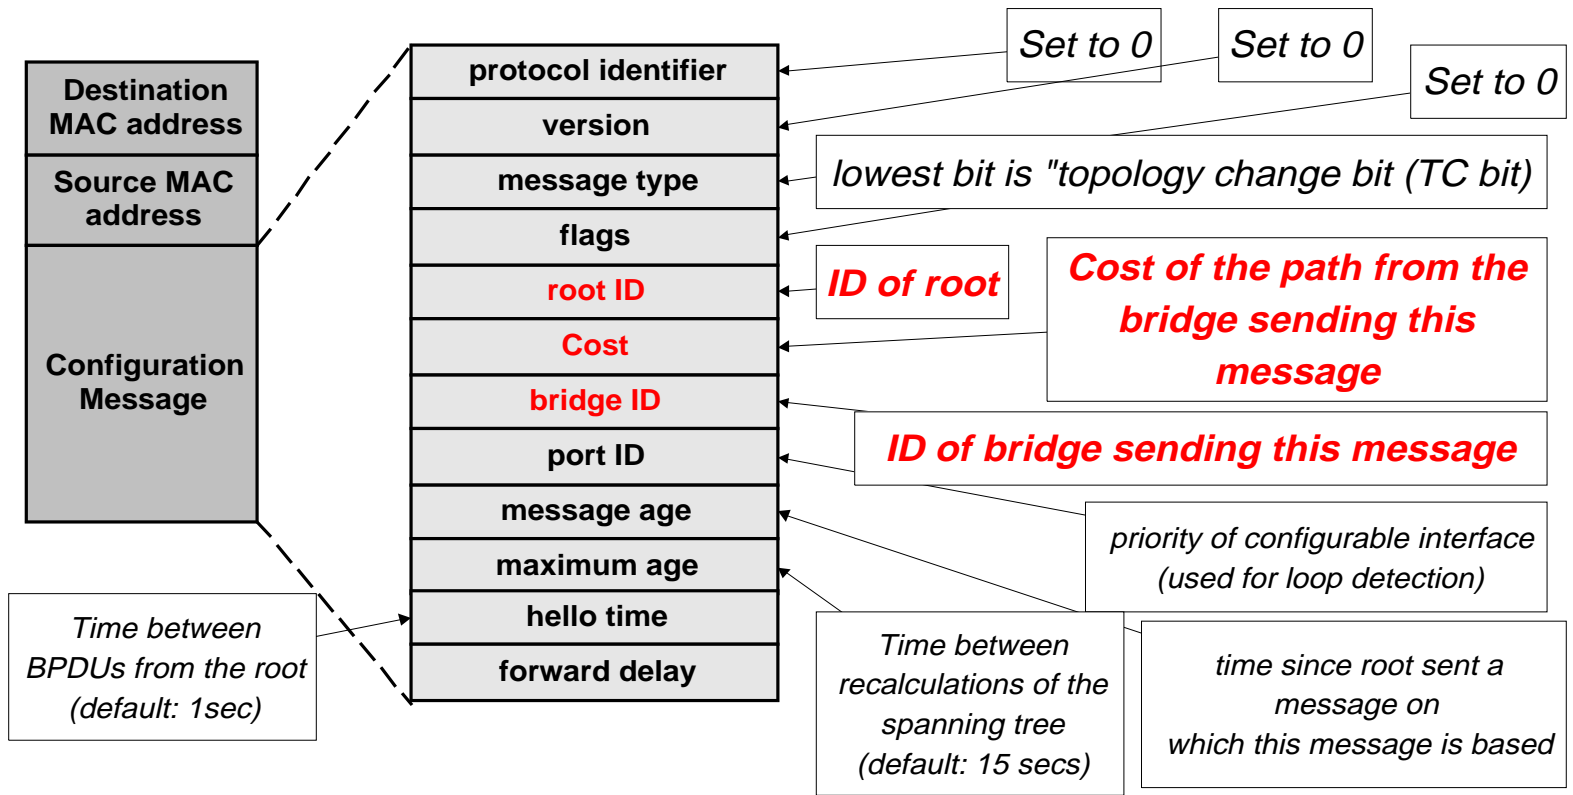 Destination
MAC address
Source MAC
address
Configuration
Message
protocol identifier
version
message type
flags
root ID
Cost
bridge ID
port ID
message age
maximum age
hello time
forward delay
Set to 0
Set to 0
Set to 0
lowest bit is "topology change bit (TC bit)
ID of root
Cost of the path from the
bridge sending this
message
ID of bridge sending this message
priority of configurable interface
(used for loop detection)
time since root sent a
message on
which this message is based
Time between
recalculations of the
spanning tree
(default: 15 secs)
Time between
BPDUs from the root
(default: 1sec)